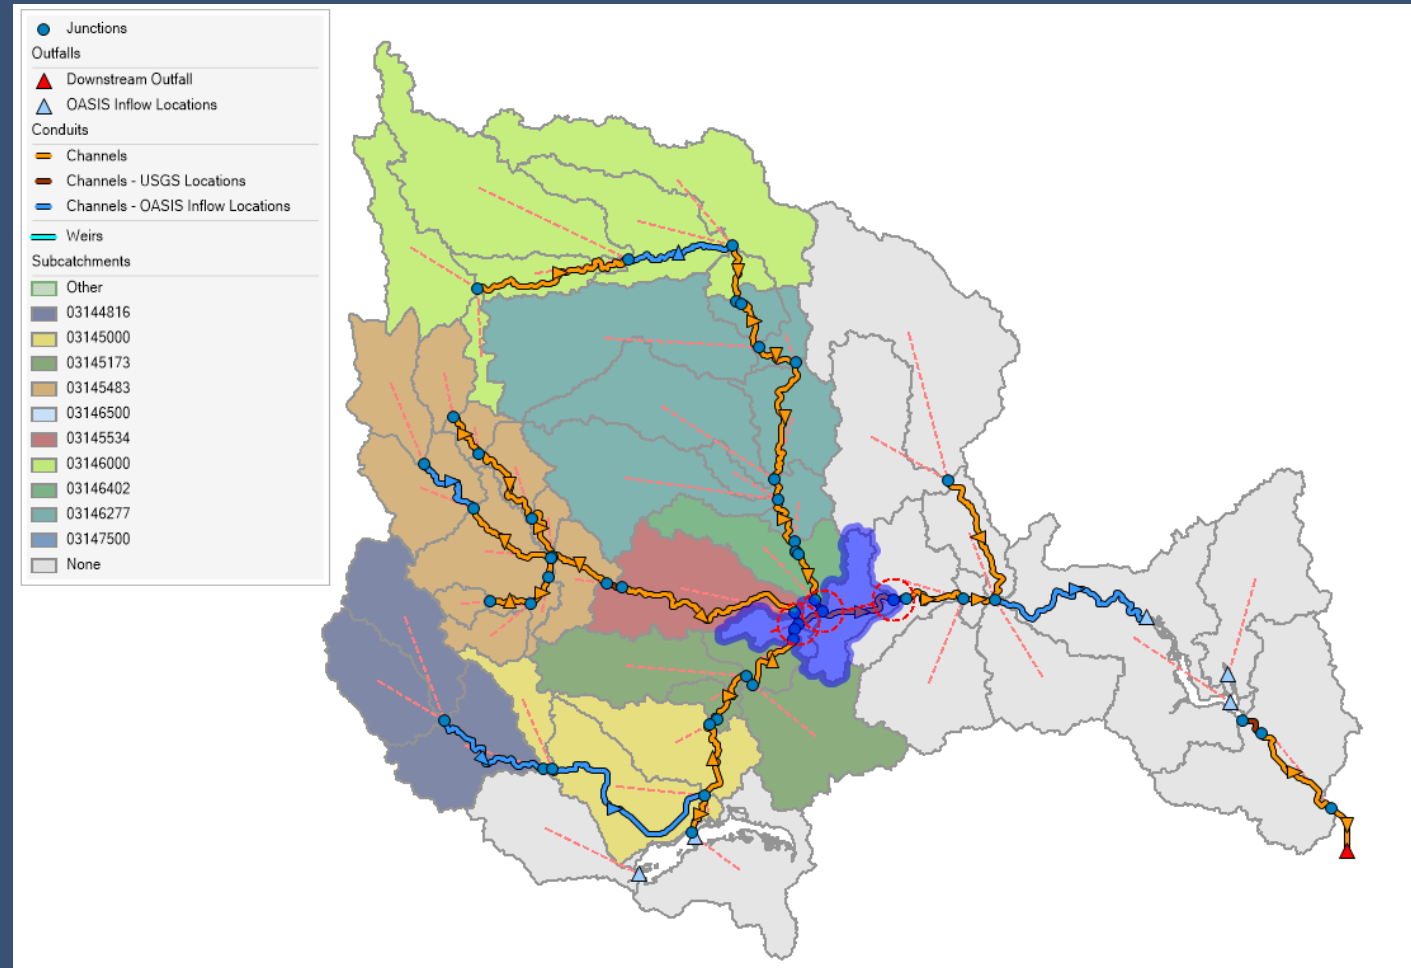 Junctions
Outfalls
Downstream Outfall
OASIS Inflow Locations
Conduits
Channels
Channels - USGS Locations
Channels - OASIS Inflow Locations
Weirs
Subcatchments
Other
03144816
03145000
03145173
03145483
03146500
03145534
03146000
03146402
03146277
03147500
None